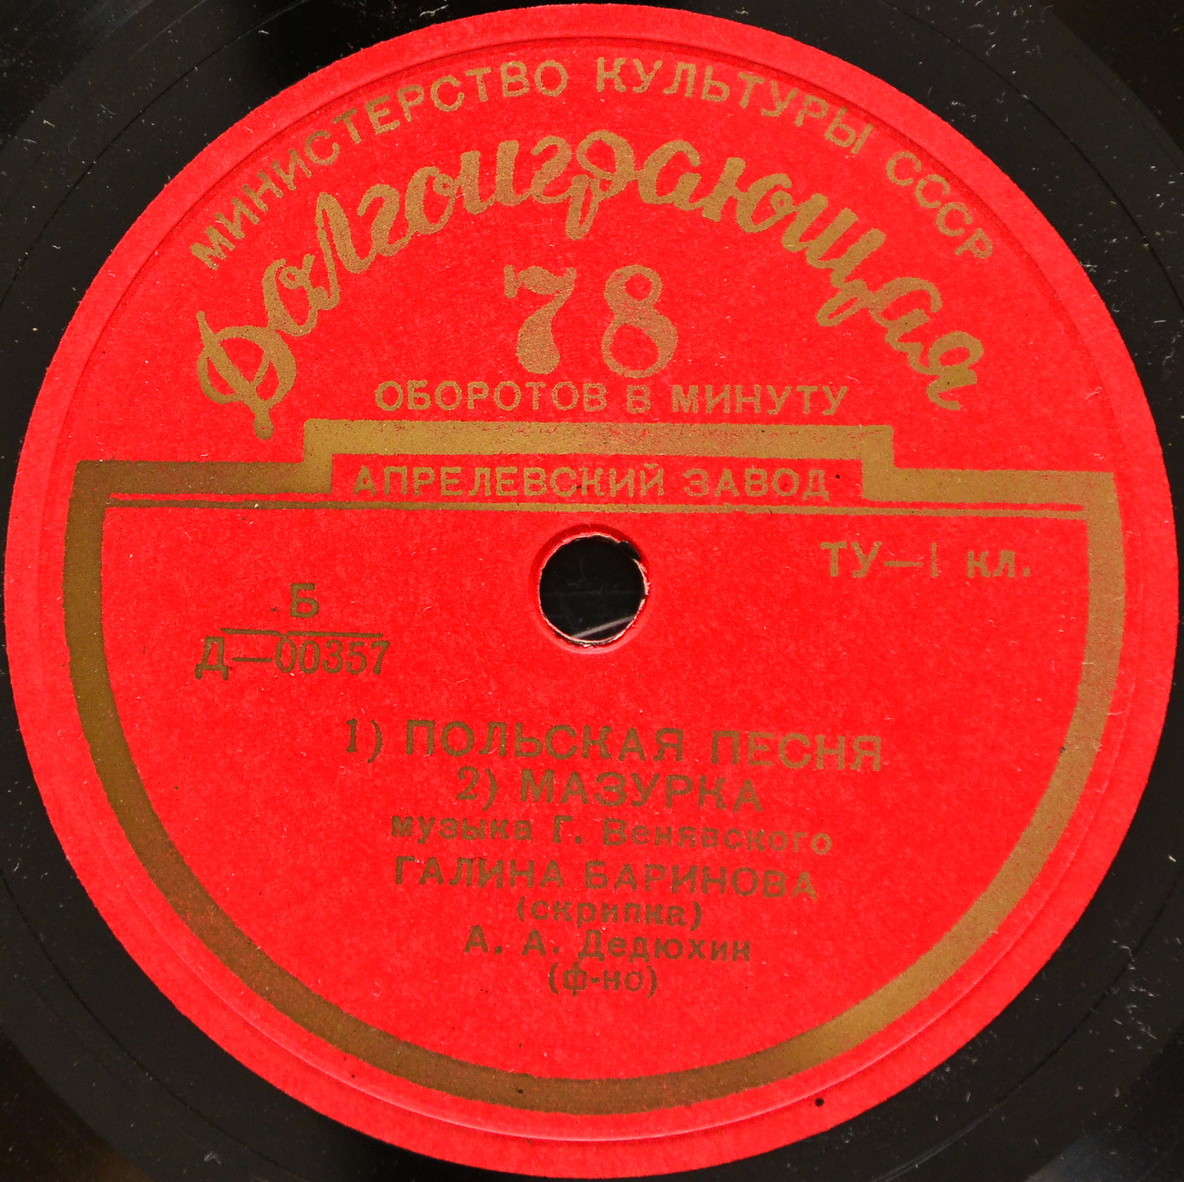 МИНИСТЕРСТВО КУЛЬТУРЫ СССР
Долгоиграющая
78
ОБОРОТОВ В МИНУТУ
АПРЕЛЕВСКИЙ ЗАВОД
ТУ—I кл.
Б
Д—00357
1) ПОЛЬСКАЯ ПЕСНЯ
2) МАЗУРКА
музыка Г. Венявского
ГАЛИНА БАРИНОВА
(скрипка)
А. А. Дедюхин
(ф-но)